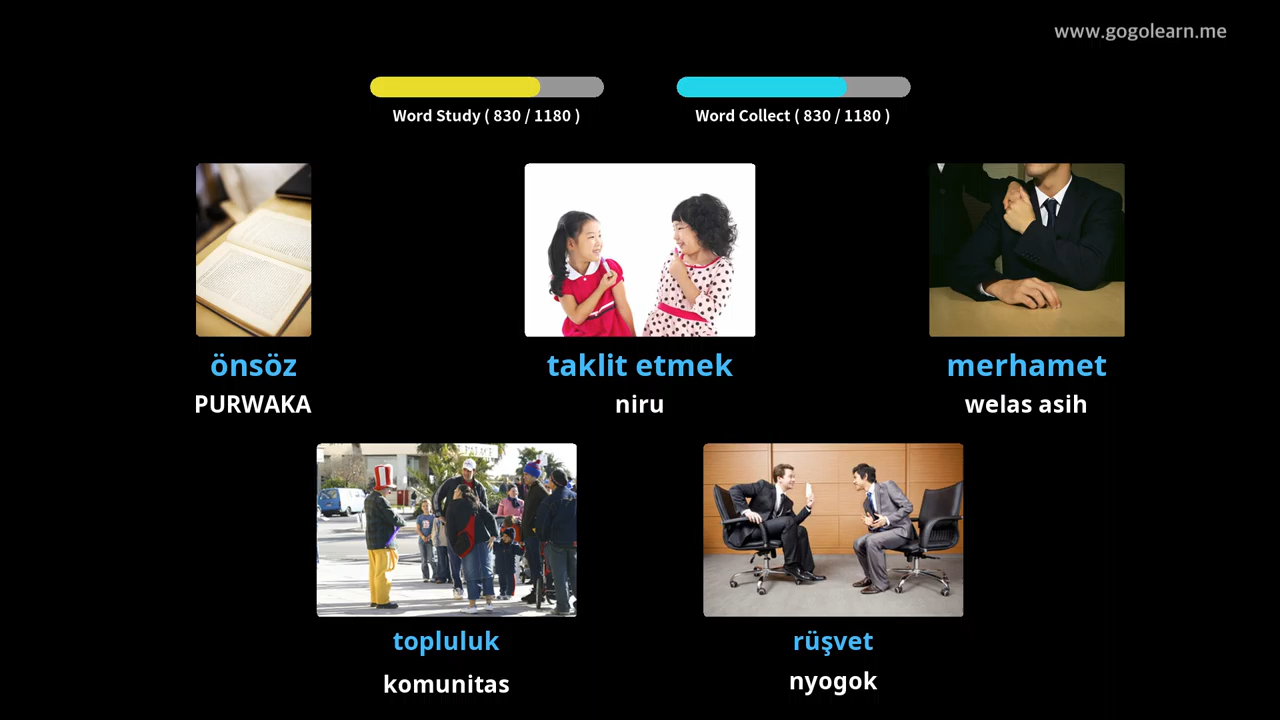 www.gogolearn.me
Word Study ( 830 / 1180 )
Word Collect ( 830 / 1180 )
önsöz
taklit etmek
merhamet
PURWAKA
niru
welas asih
topluluk
rüşvet
komunitas
nyogok